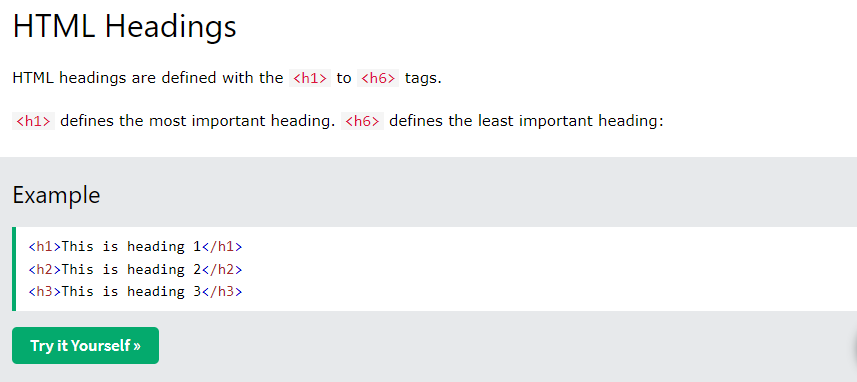 HTML Headings
HTML headings are defined with the <h1> to <h6> tags.
<h1> defines the most important heading. <h6> defines the least important heading:
Example
<h1>This is heading 1</h1>
<h2>This is heading 2</h2>
<h3>This is heading 3</h3>
Try it Yourself »